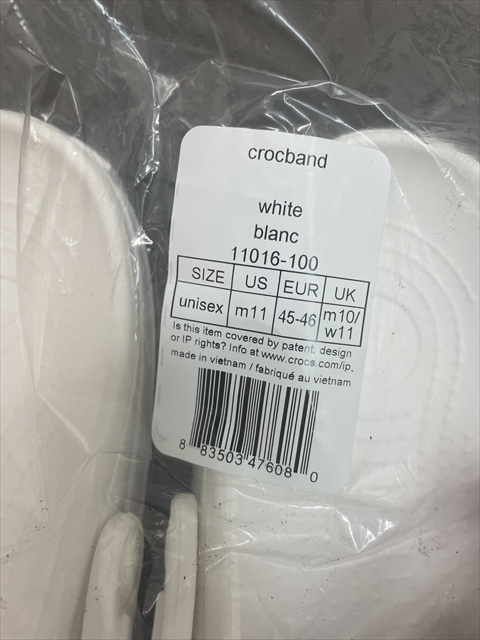 crocband
white
blanc
11016-100
SIZE US EUR UK
unisex m11 45-46 m10/
w11
Is this item covered by patent, design
or IP rights? Info at www.crocs.com/ip.
made in vietnam / fabriqué au vietnam
8 83503 47608 0